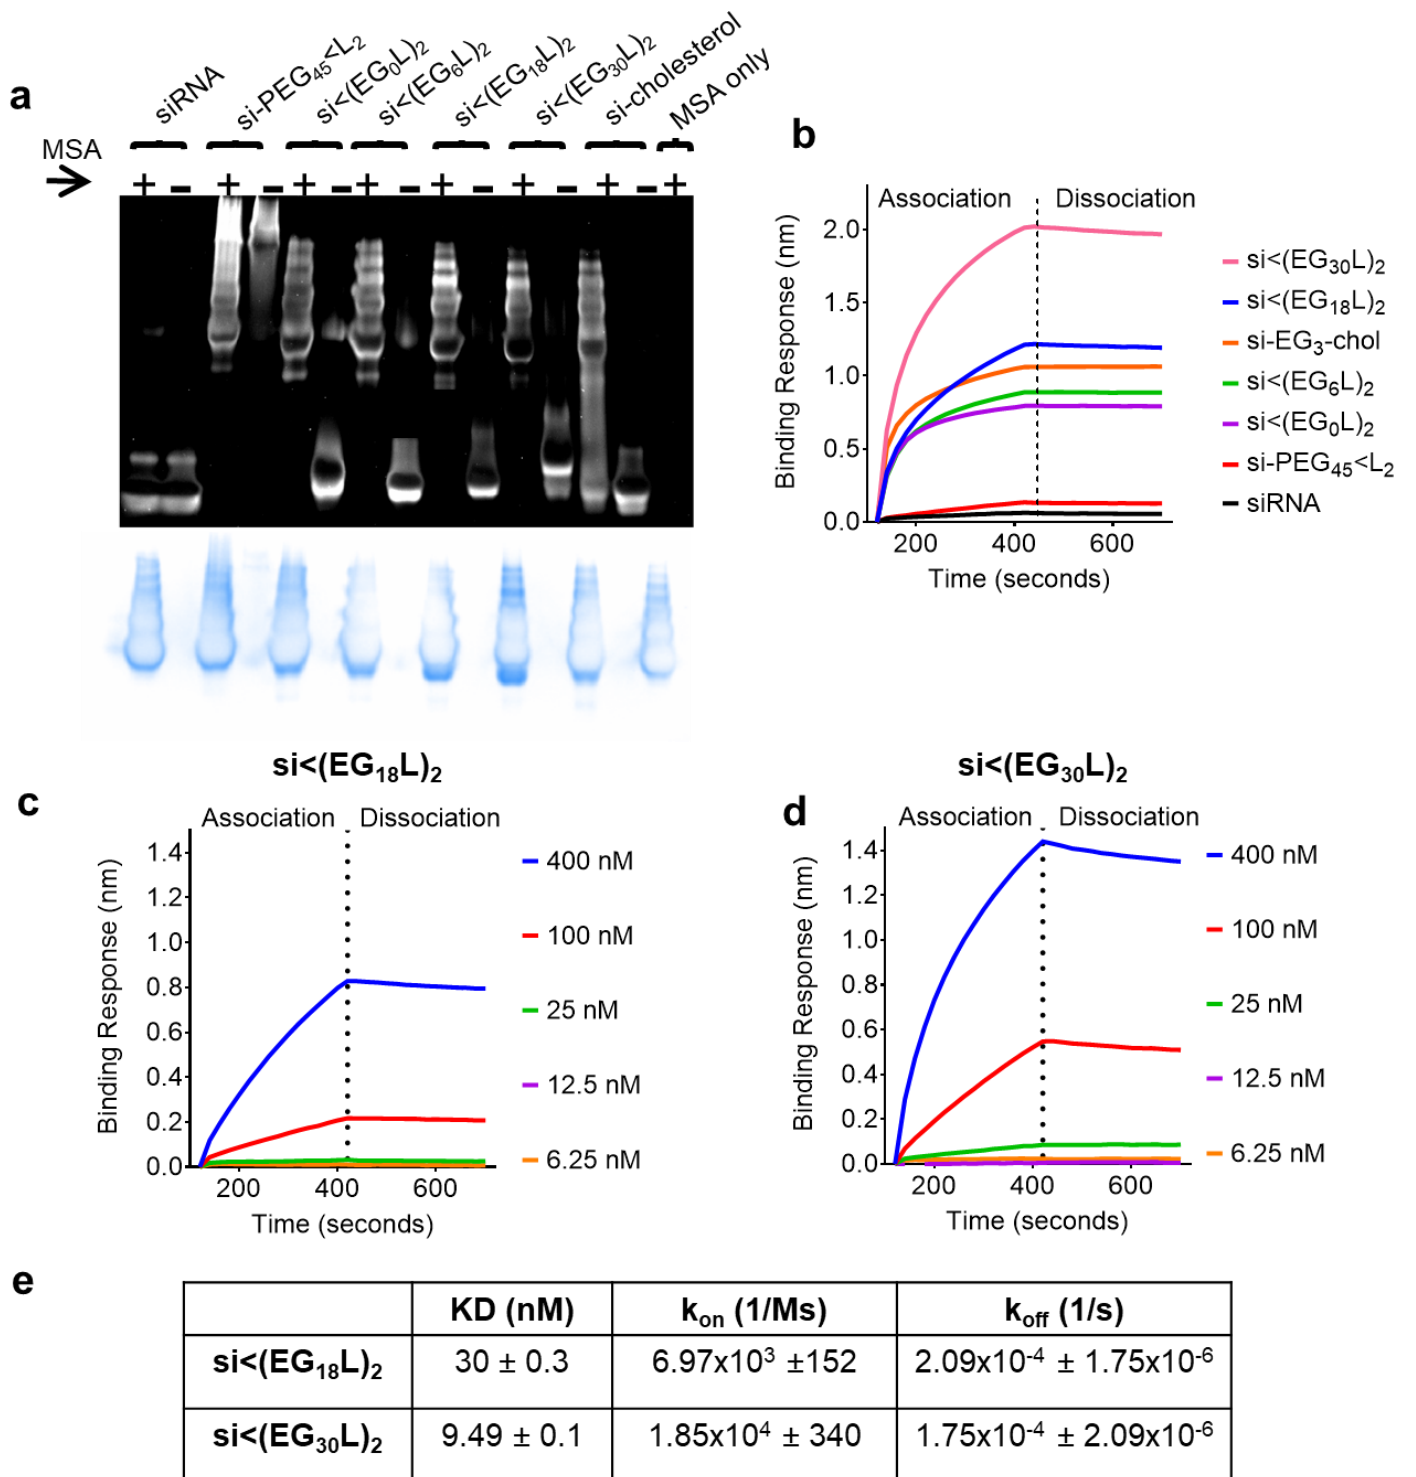 a
siRNA
si-PEG45<L2
si<(EG0L)2
si<(EG6L)2
si<(EG18L)2
si<(EG30L)2
si-cholesterol
MSA only
MSA
+ - + - + - + - + - + - + - +
b
Association Dissociation
Binding Response (nm)
2.0
1.5
1.0
0.5
0.0
200 400 600
Time (seconds)
si<(EG30L)2
si<(EG18L)2
si-EG3-chol
si<(EG6L)2
si<(EG0L)2
si-PEG45<L2
siRNA
si<(EG18L)2
c
Association Dissociation
Binding Response (nm)
1.4
1.2
1.0
0.8
0.6
0.4
0.2
0.0
200 400 600
Time (seconds)
400 nM
100 nM
25 nM
12.5 nM
6.25 nM
si<(EG30L)2
d
Association Dissociation
Binding Response (nm)
1.4
1.2
1.0
0.8
0.6
0.4
0.2
0.0
200 400 600
Time (seconds)
400 nM
100 nM
25 nM
12.5 nM
6.25 nM
e
KD (nM) kon (1/Ms) koff (1/s)
si<(EG18L)2 30 ± 0.3 6.97x10³ ±152 2.09x10⁻⁴ ± 1.75x10⁻⁶
si<(EG30L)2 9.49 ± 0.1 1.85x10⁴ ± 340 1.75x10⁻⁴ ± 2.09x10⁻⁶